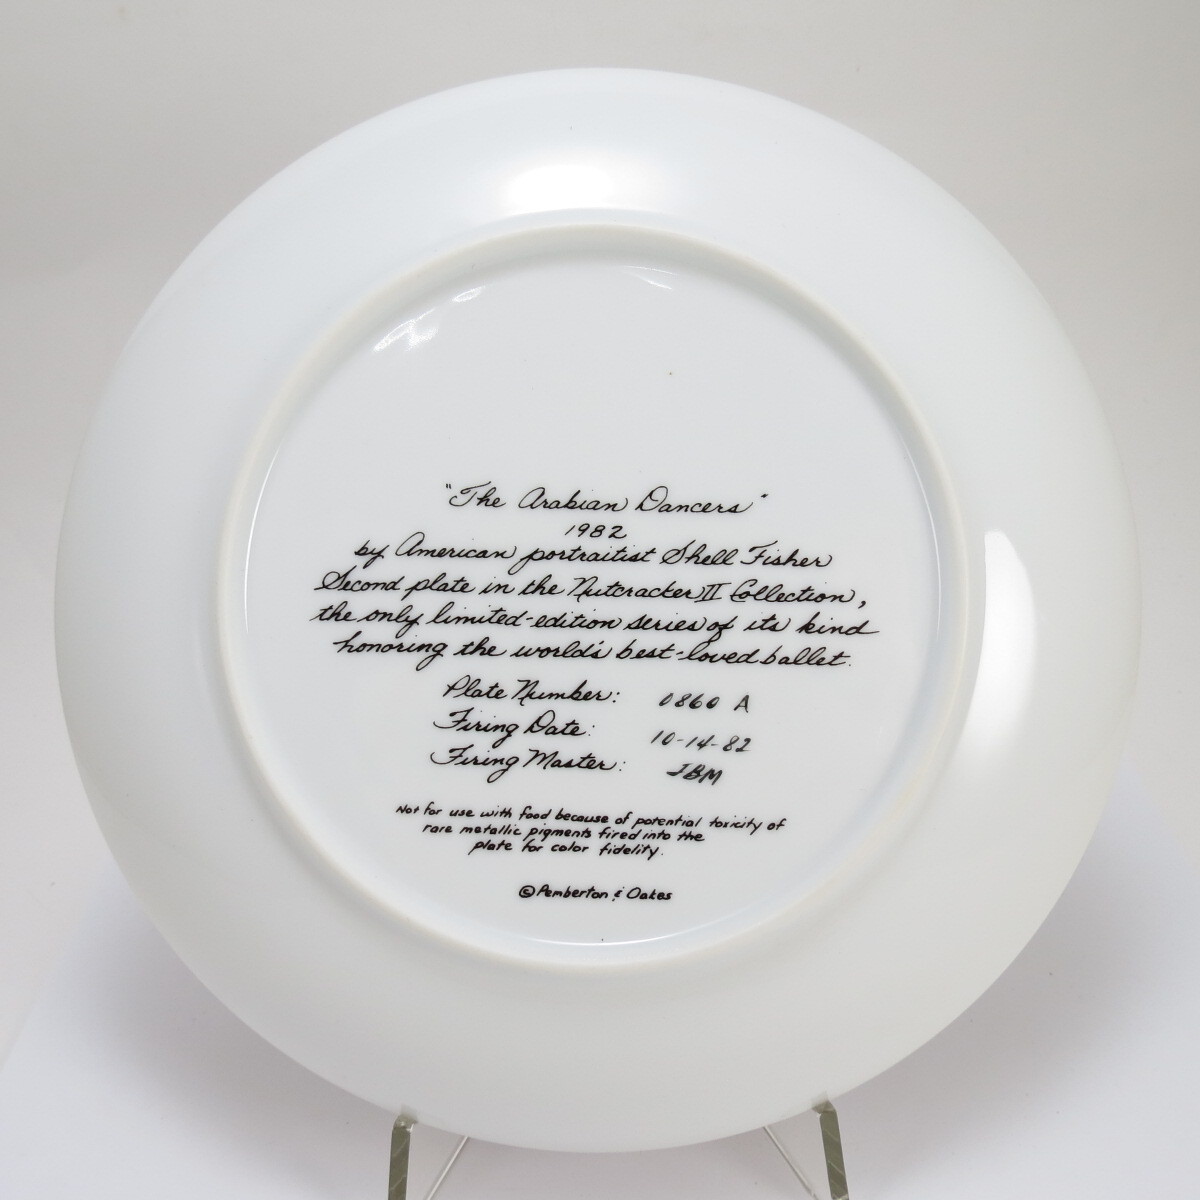 "The Arabian Dancers"
1982
by American portraitist Shell Fisher
Second plate in the Nutcracker II Collection,
the only limited-edition series of its kind
honoring the world's best-loved ballet.
Plate Number: 0860 A
Firing Date: 10-14-82
Firing Master: JBM
Not for use with food because of potential toxicity of
rare metallic pigments fired into the
plate for color fidelity.
© Pemberton & Oakes